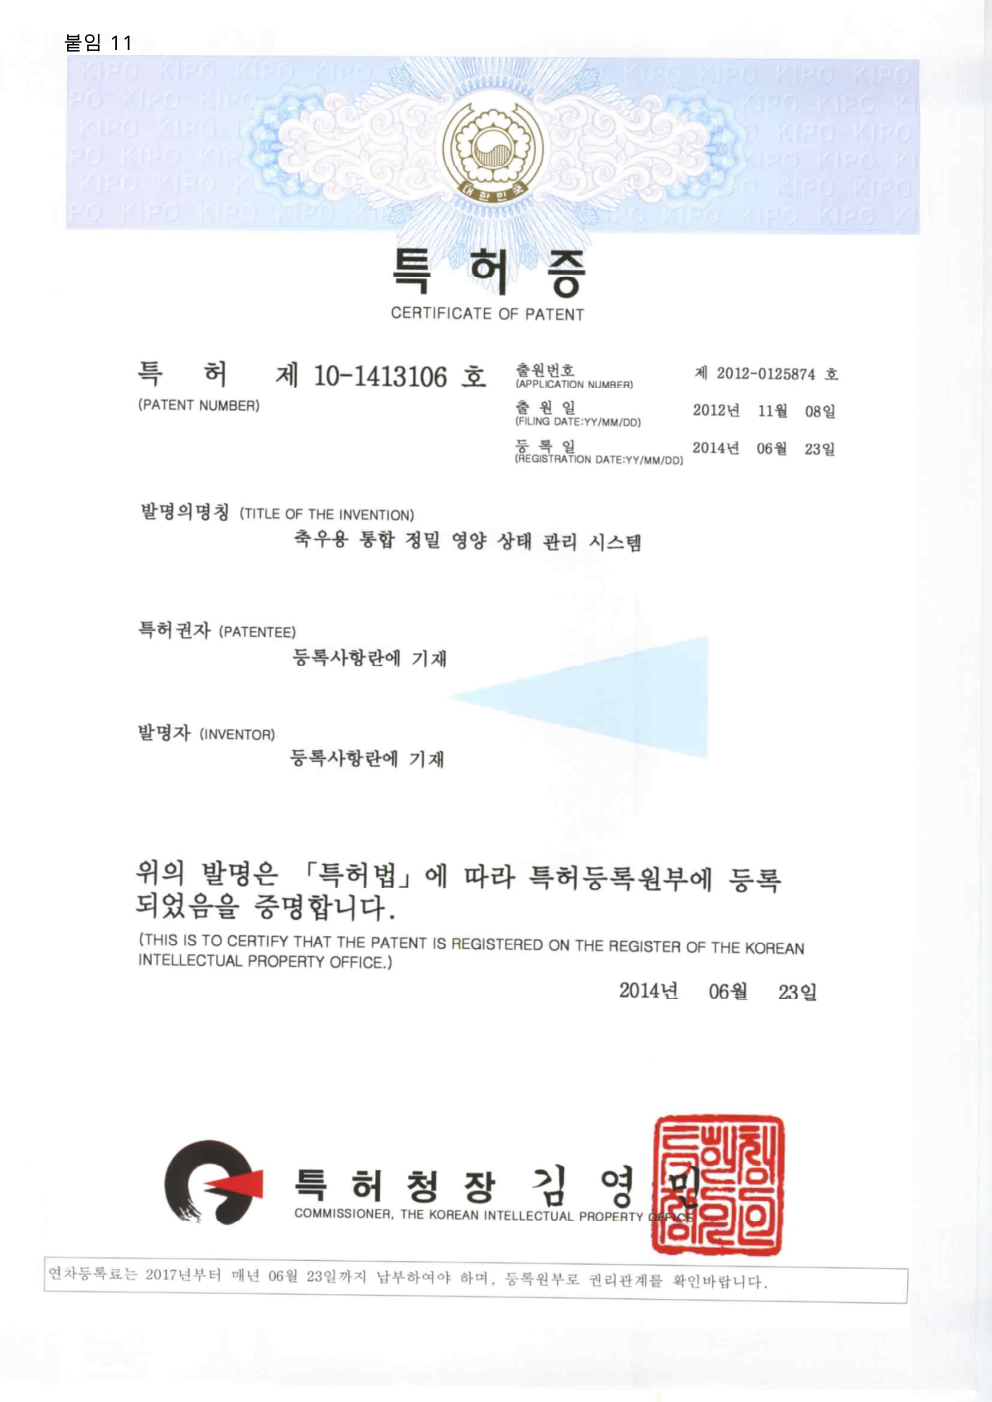 붙임 11
KIPO KIPO KIPO KIPO
대한민국
특 허 증
CERTIFICATE OF PATENT
특 허 제 10-1413106 호
(PATENT NUMBER)
출원번호 제 2012-0125874 호
(APPLICATION NUMBER)
출 원 일 2012년 11월 08일
(FILING DATE:YY/MM/DD)
등 록 일 2014년 06월 23일
(REGISTRATION DATE:YY/MM/DD)
발명의명칭 (TITLE OF THE INVENTION)
축우용 통합 정밀 영양 상태 관리 시스템
특허권자 (PATENTEE)
등록사항란에 기재
발명자 (INVENTOR)
등록사항란에 기재
위의 발명은 「특허법」에 따라 특허등록원부에 등록
되었음을 증명합니다.
(THIS IS TO CERTIFY THAT THE PATENT IS REGISTERED ON THE REGISTER OF THE KOREAN
INTELLECTUAL PROPERTY OFFICE.)
2014년 06월 23일
특 허 청 장 김 영 민
COMMISSIONER, THE KOREAN INTELLECTUAL PROPERTY OFFICE
연차등록료는 2017년부터 매년 06월 23일까지 납부하여야 하며, 등록원부로 권리관계를 확인바랍니다.